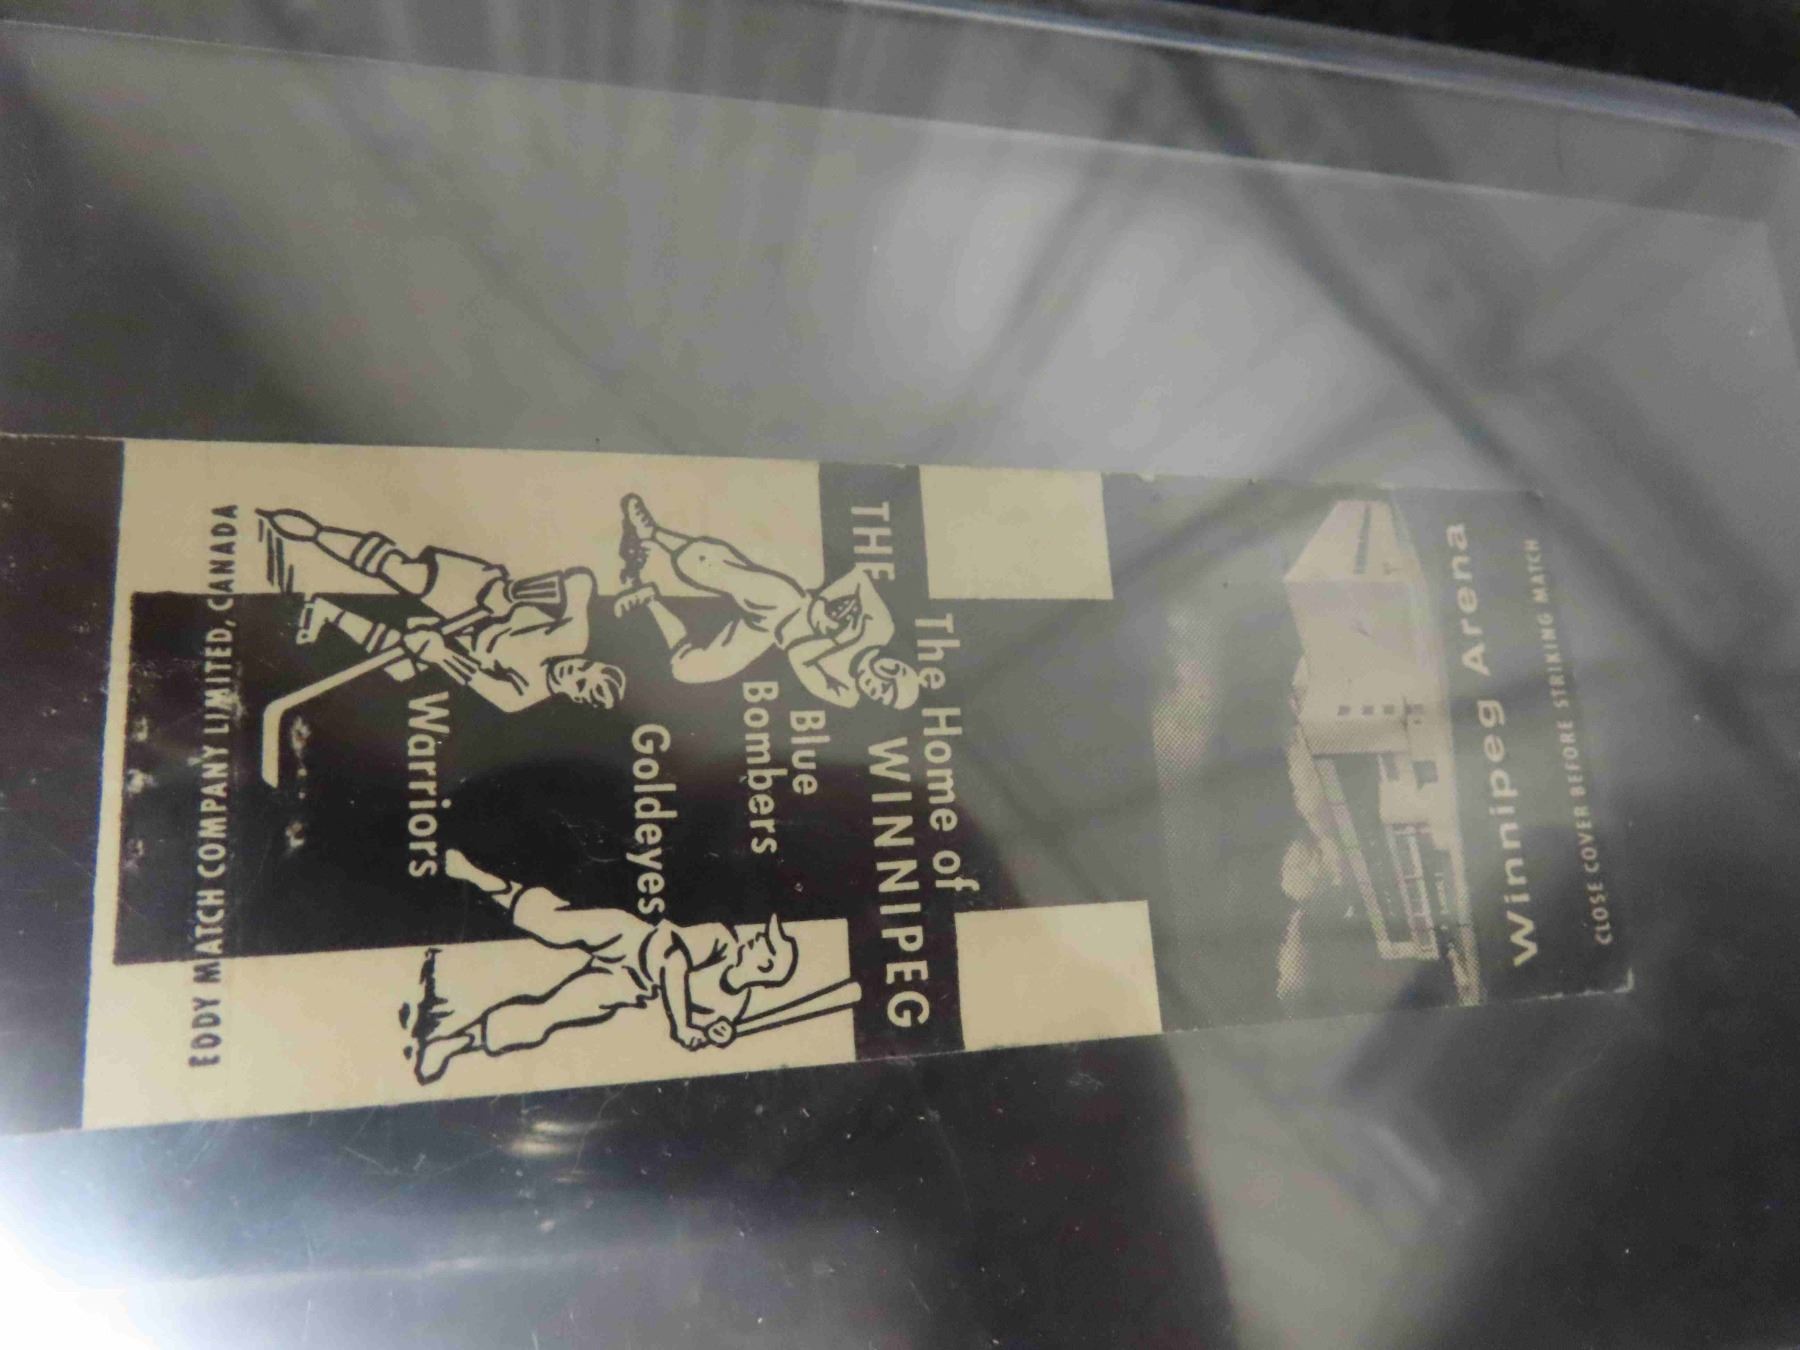 CLOSE COVER BEFORE STRIKING MATCH
Winnipeg Arena
The Home of
THE WINNIPEG
Blue
Bombers
Goldeyes
Warriors
EDDY MATCH COMPANY LIMITED, CANADA